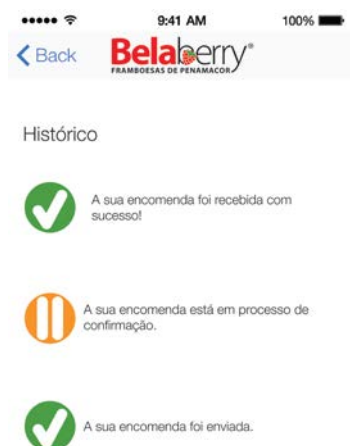 9:41 AM 100%
Back Belaberry®
FRAMBOESAS DE PENAMACOR
Histórico
A sua encomenda foi recebida com
sucesso!
A sua encomenda está em processo de
confirmação.
A sua encomenda foi enviada.